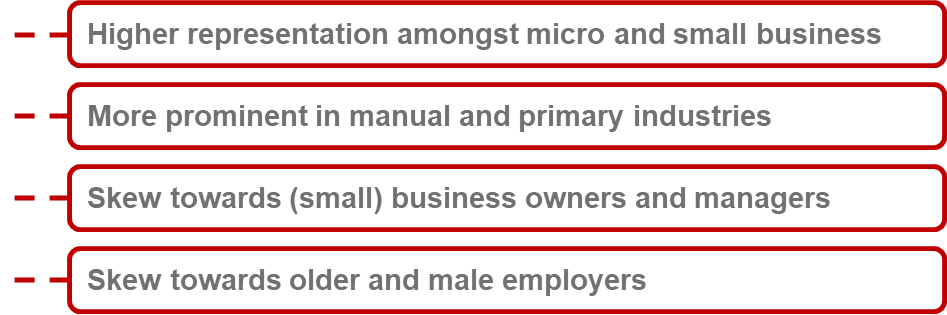 Higher representation amongst micro and small business
More prominent in manual and primary industries
Skew towards (small) business owners and managers
Skew towards older and male employers